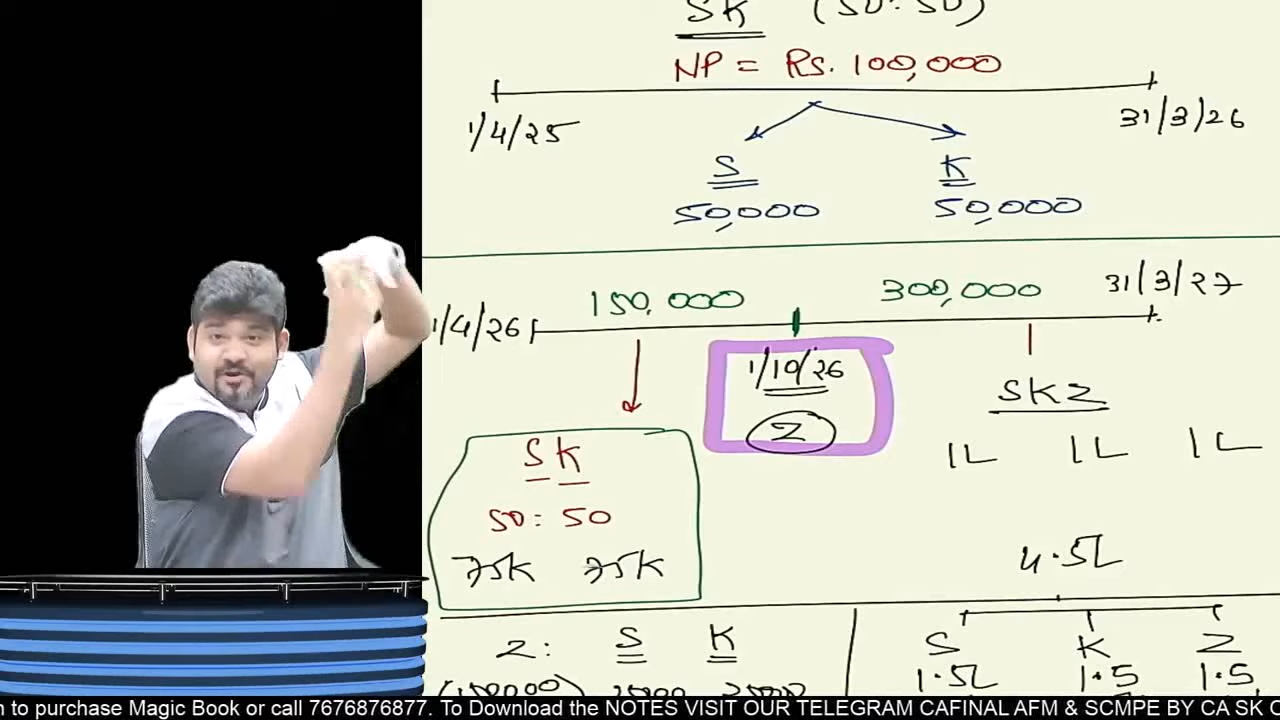 SK (50:50)
NP = Rs. 100,000
1/4/25
31/3/26
S K
50,000 50,000
1/4/26 150,000 300,000 31/3/27
1/10/26
Z
SKZ
1L 1L 1L
SK
50:50
75K 75K
4.5L
Z: S K
S K Z
(150000) 75000 75000
1.5L 1.5 1.5
n to purchase Magic Book or call 7676876877. To Download the NOTES VISIT OUR TELEGRAM CAFINAL AFM & SCMPE BY CA SK C